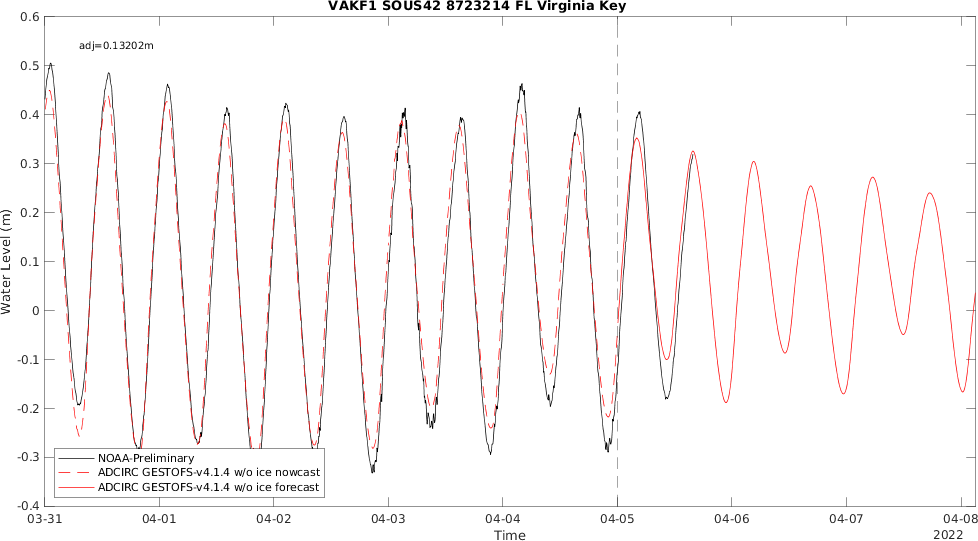 VAKF1 SOUS42 8723214 FL Virginia Key
adj=0.13202m
Water Level (m)
0.6
0.5
0.4
0.3
0.2
0.1
0
-0.1
-0.2
-0.3
-0.4
NOAA-Preliminary
ADCIRC GESTOFS-v4.1.4 w/o ice nowcast
ADCIRC GESTOFS-v4.1.4 w/o ice forecast
03-31 04-01 04-02 04-03 04-04 04-05 04-06 04-07 04-08
Time
2022